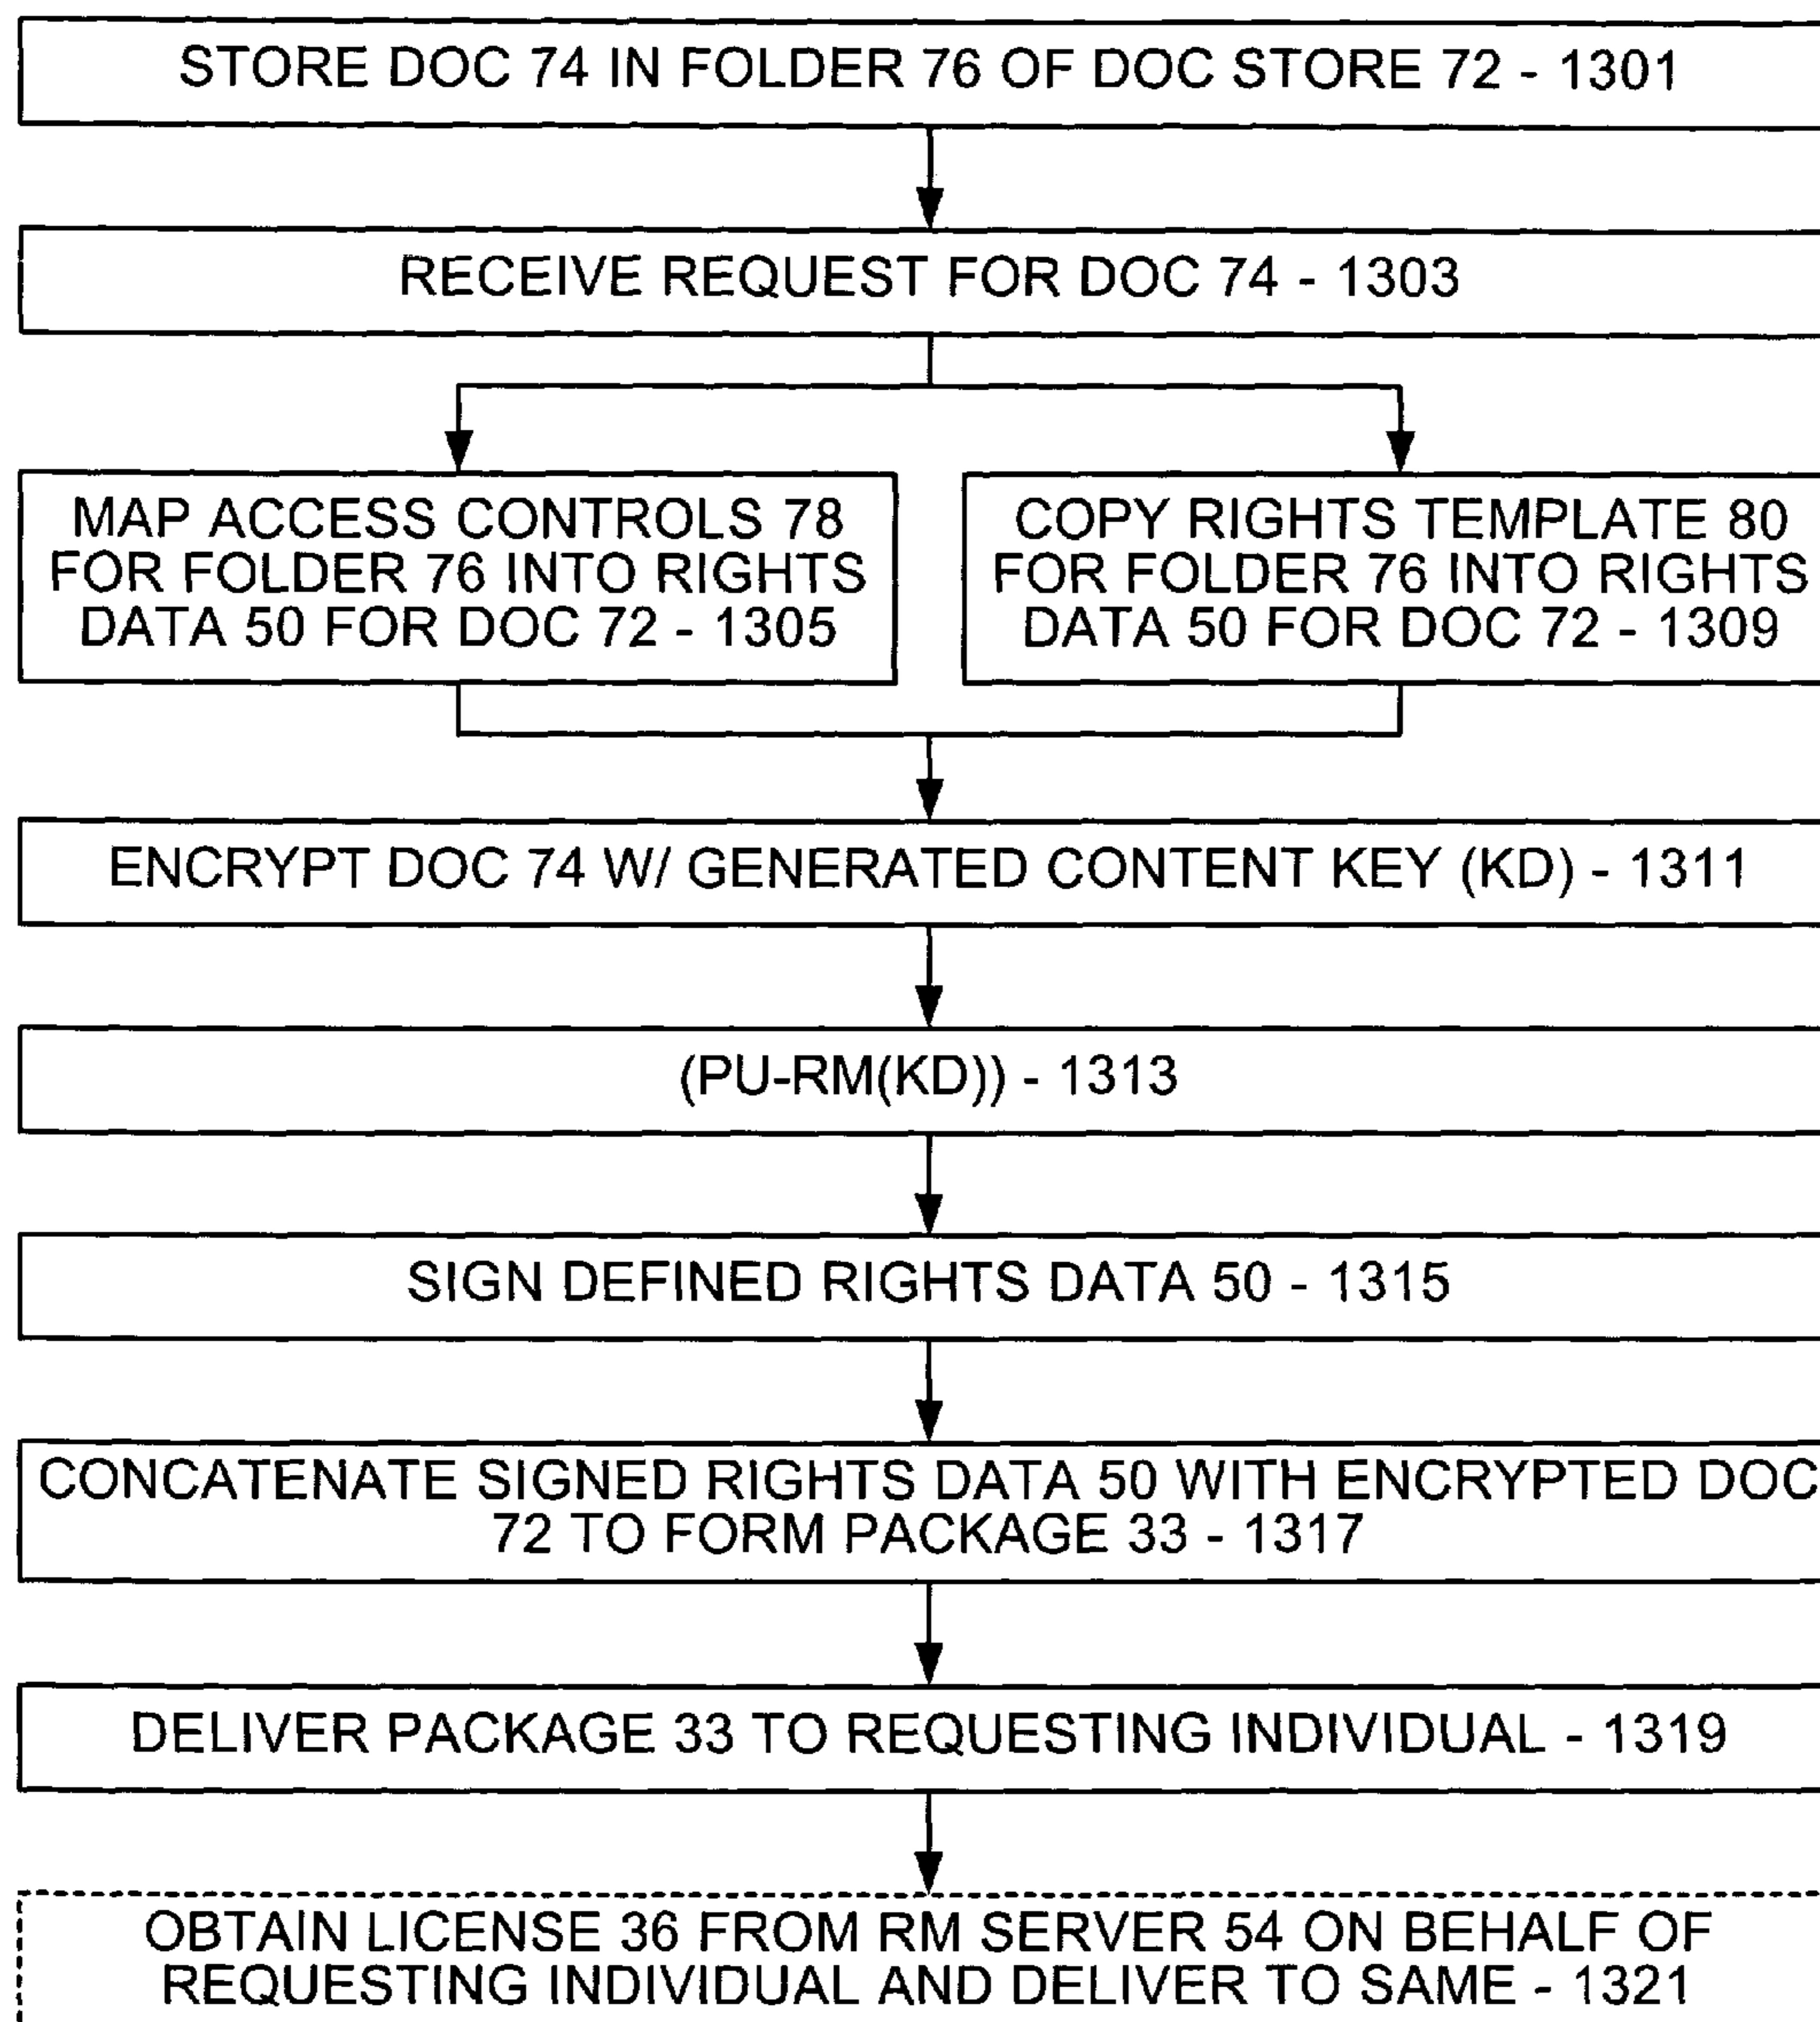 STORE DOC 74 IN FOLDER 76 OF DOC STORE 72 - 1301
RECEIVE REQUEST FOR DOC 74 - 1303
MAP ACCESS CONTROLS 78
FOR FOLDER 76 INTO RIGHTS
DATA 50 FOR DOC 72 - 1305
COPY RIGHTS TEMPLATE 80
FOR FOLDER 76 INTO RIGHTS
DATA 50 FOR DOC 72 - 1309
ENCRYPT DOC 74 W/ GENERATED CONTENT KEY (KD) - 1311
(PU-RM(KD)) - 1313
SIGN DEFINED RIGHTS DATA 50 - 1315
CONCATENATE SIGNED RIGHTS DATA 50 WITH ENCRYPTED DOC
72 TO FORM PACKAGE 33 - 1317
DELIVER PACKAGE 33 TO REQUESTING INDIVIDUAL - 1319
OBTAIN LICENSE 36 FROM RM SERVER 54 ON BEHALF OF
REQUESTING INDIVIDUAL AND DELIVER TO SAME - 1321